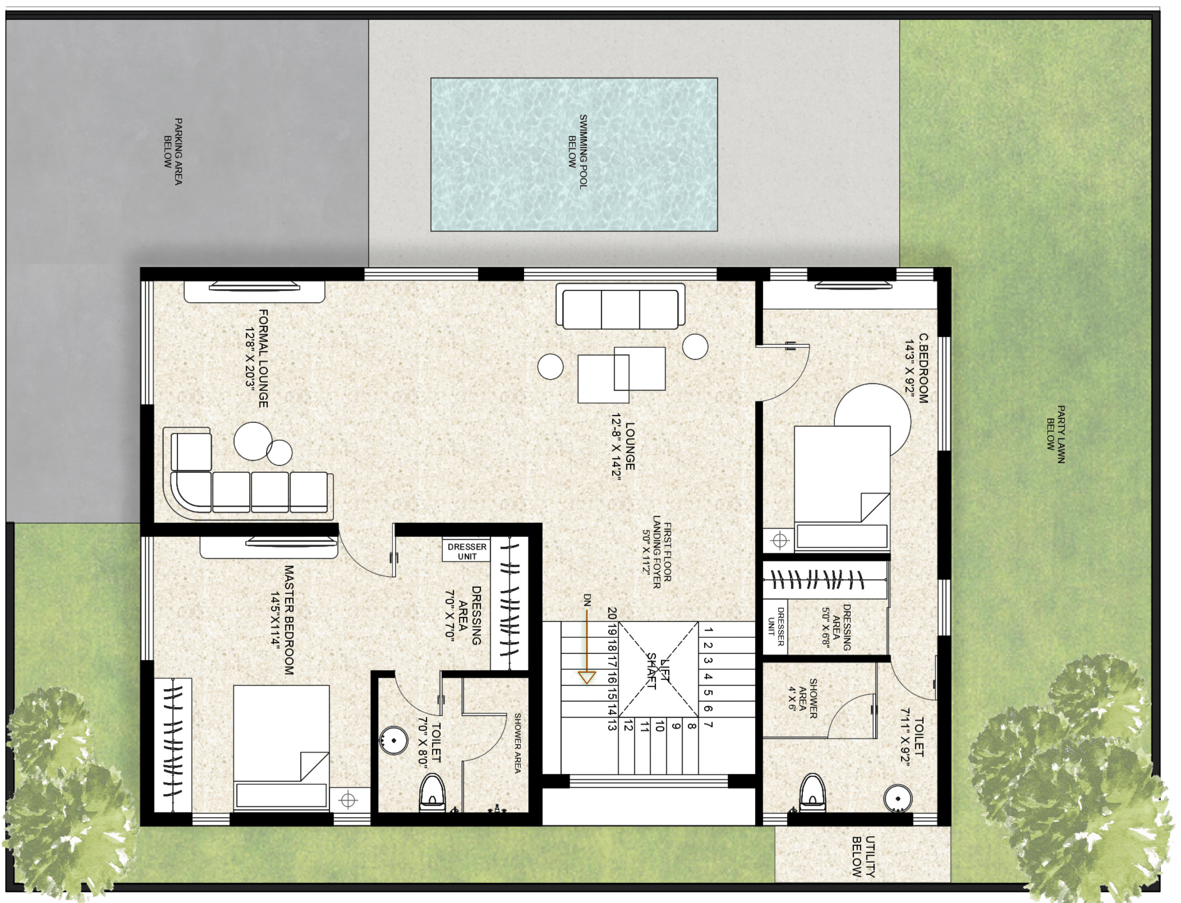 PARKING AREA
BELOW
SWIMMING POOL
BELOW
FORMAL LOUNGE
12'8" X 20'3"
LOUNGE
12'-8" X 14'2"
C.BEDROOM
14'3" X 9'2"
PARTY LAWN
BELOW
FIRST FLOOR
LANDING FOYER
5'0" X 11'2"
DRESSER
UNIT
DRESSING
AREA
7'0" X 7'0"
MASTER BEDROOM
14'5"X11'4"
DN
20
19
18
17
16
15
14
13
12
11
10
9
8
7
6
5
4
3
2
1
LIFT
SHAFT
DRESSING
AREA
5'0" X 6'8"
DRESSER
UNIT
SHOWER
AREA
4' X 6'
TOILET
7'11" X 9'2"
TOILET
7'0" X 8'0"
SHOWER AREA
UTILITY
BELOW